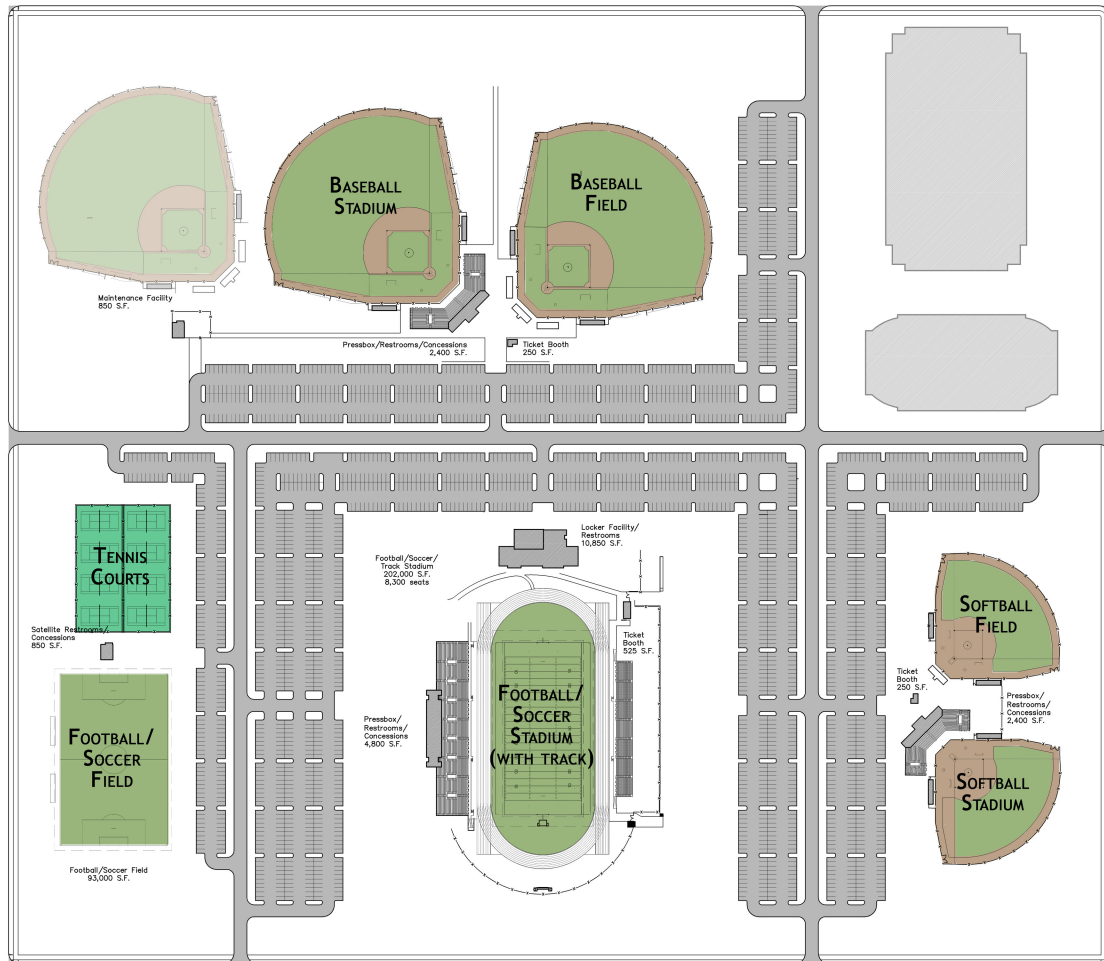 BASEBALL
STADIUM
BASEBALL
FIELD
Maintenance Facility
850 S.F.
Pressbox/Restrooms/Concessions
2,400 S.F.
Ticket Booth
250 S.F.
TENNIS
COURTS
Satellite Restrooms/
Concessions
850 S.F.
FOOTBALL/
SOCCER
FIELD
Football/Soccer Field
93,000 S.F.
Locker Facility/
Restrooms
10,850 S.F.
Football/Soccer/
Track Stadium
202,000 S.F.
8,300 seats
Ticket
Booth
525 S.F.
Pressbox/
Restrooms/
Concessions
4,800 S.F.
FOOTBALL/
SOCCER
STADIUM
(WITH TRACK)
SOFTBALL
FIELD
Ticket
Booth
250 S.F.
Pressbox/
Restrooms/
Concessions
2,400 S.F.
SOFTBALL
STADIUM